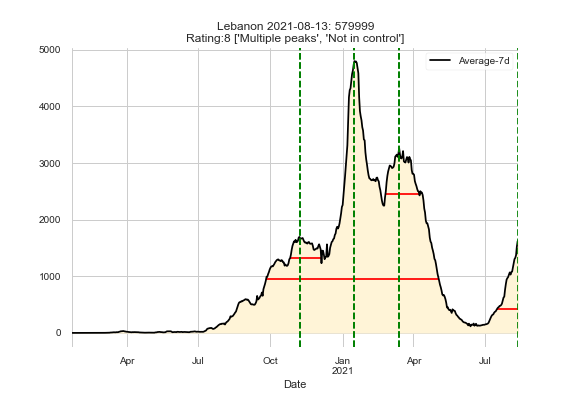 Lebanon 2021-08-13: 579999
Rating:8 ['Multiple peaks', 'Not in control']
Average-7d
5000
4000
3000
2000
1000
0
Apr
Jul
Oct
Jan
2021
Apr
Jul
Date